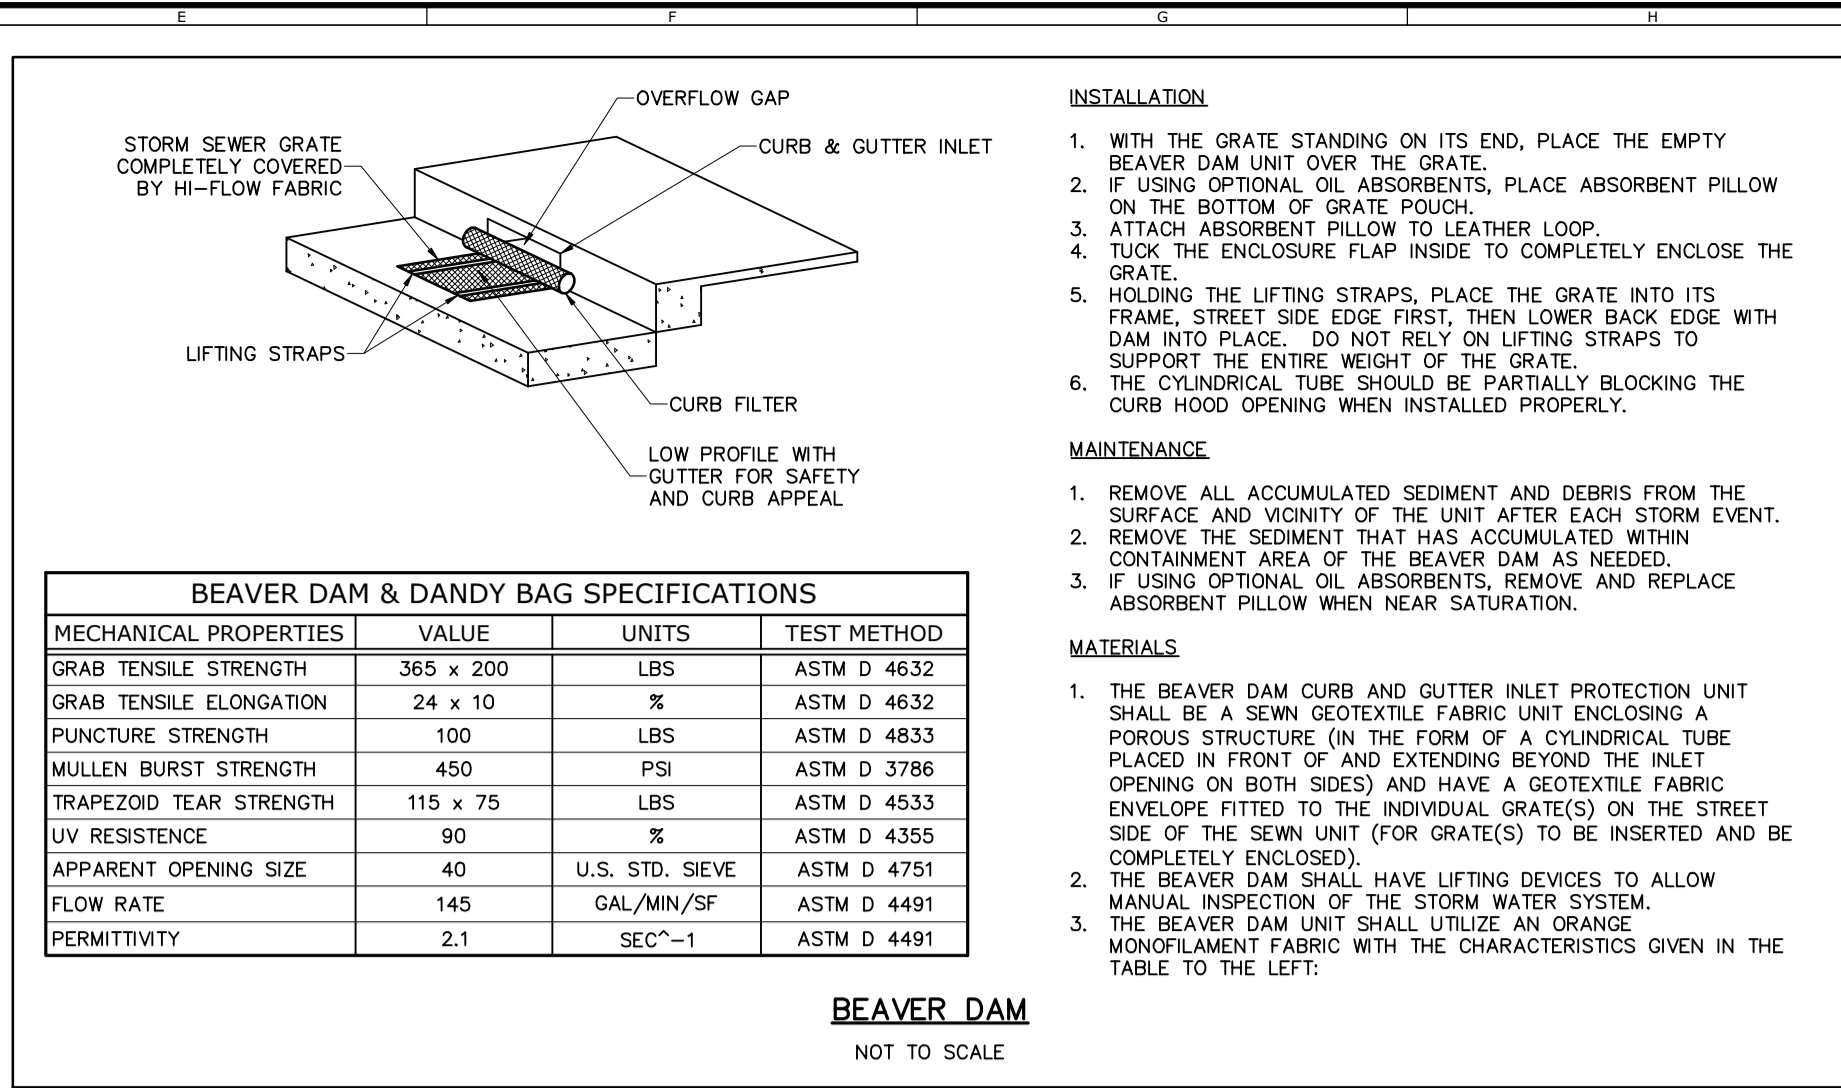 E F G H
OVERFLOW GAP
STORM SEWER GRATE
COMPLETELY COVERED
BY HI-FLOW FABRIC
CURB & GUTTER INLET
LIFTING STRAPS
CURB FILTER
LOW PROFILE WITH
GUTTER FOR SAFETY
AND CURB APPEAL
BEAVER DAM & DANDY BAG SPECIFICATIONS
MECHANICAL PROPERTIES VALUE UNITS TEST METHOD
GRAB TENSILE STRENGTH 365 x 200 LBS ASTM D 4632
GRAB TENSILE ELONGATION 24 x 10 % ASTM D 4632
PUNCTURE STRENGTH 100 LBS ASTM D 4833
MULLEN BURST STRENGTH 450 PSI ASTM D 3786
TRAPEZOID TEAR STRENGTH 115 x 75 LBS ASTM D 4533
UV RESISTENCE 90 % ASTM D 4355
APPARENT OPENING SIZE 40 U.S. STD. SIEVE ASTM D 4751
FLOW RATE 145 GAL/MIN/SF ASTM D 4491
PERMITTIVITY 2.1 SEC^-1 ASTM D 4491
INSTALLATION
1. WITH THE GRATE STANDING ON ITS END, PLACE THE EMPTY
BEAVER DAM UNIT OVER THE GRATE.
2. IF USING OPTIONAL OIL ABSORBENTS, PLACE ABSORBENT PILLOW
ON THE BOTTOM OF GRATE POUCH.
3. ATTACH ABSORBENT PILLOW TO LEATHER LOOP.
4. TUCK THE ENCLOSURE FLAP INSIDE TO COMPLETELY ENCLOSE THE
GRATE.
5. HOLDING THE LIFTING STRAPS, PLACE THE GRATE INTO ITS
FRAME, STREET SIDE EDGE FIRST, THEN LOWER BACK EDGE WITH
DAM INTO PLACE. DO NOT RELY ON LIFTING STRAPS TO
SUPPORT THE ENTIRE WEIGHT OF THE GRATE.
6. THE CYLINDRICAL TUBE SHOULD BE PARTIALLY BLOCKING THE
CURB HOOD OPENING WHEN INSTALLED PROPERLY.
MAINTENANCE
1. REMOVE ALL ACCUMULATED SEDIMENT AND DEBRIS FROM THE
SURFACE AND VICINITY OF THE UNIT AFTER EACH STORM EVENT.
2. REMOVE THE SEDIMENT THAT HAS ACCUMULATED WITHIN
CONTAINMENT AREA OF THE BEAVER DAM AS NEEDED.
3. IF USING OPTIONAL OIL ABSORBENTS, REMOVE AND REPLACE
ABSORBENT PILLOW WHEN NEAR SATURATION.
MATERIALS
1. THE BEAVER DAM CURB AND GUTTER INLET PROTECTION UNIT
SHALL BE A SEWN GEOTEXTILE FABRIC UNIT ENCLOSING A
POROUS STRUCTURE (IN THE FORM OF A CYLINDRICAL TUBE
PLACED IN FRONT OF AND EXTENDING BEYOND THE INLET
OPENING ON BOTH SIDES) AND HAVE A GEOTEXTILE FABRIC
ENVELOPE FITTED TO THE INDIVIDUAL GRATE(S) ON THE STREET
SIDE OF THE SEWN UNIT (FOR GRATE(S) TO BE INSERTED AND BE
COMPLETELY ENCLOSED).
2. THE BEAVER DAM SHALL HAVE LIFTING DEVICES TO ALLOW
MANUAL INSPECTION OF THE STORM WATER SYSTEM.
3. THE BEAVER DAM UNIT SHALL UTILIZE AN ORANGE
MONOFILAMENT FABRIC WITH THE CHARACTERISTICS GIVEN IN THE
TABLE TO THE LEFT:
BEAVER DAM
NOT TO SCALE